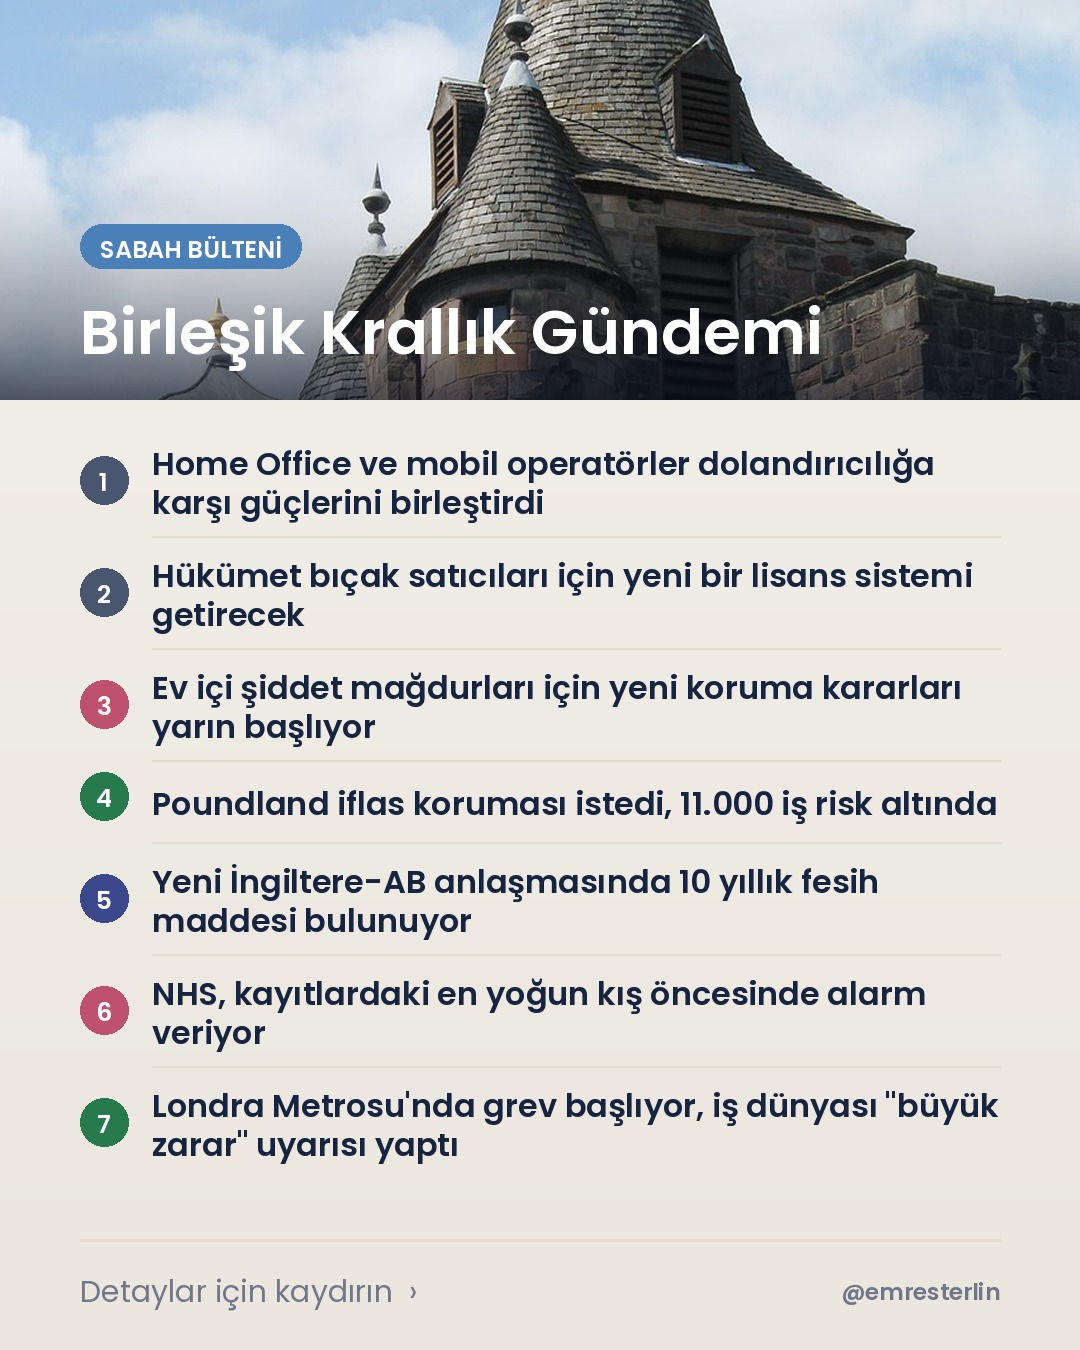 SABAH BÜLTENİ
Birleşik Krallık Gündemi
1
Home Office ve mobil operatörler dolandırıcılığa
karşı güçlerini birleştirdi
2
Hükümet bıçak satıcıları için yeni bir lisans sistemi
getirecek
3
Ev içi şiddet mağdurları için yeni koruma kararları
yarın başlıyor
4
Poundland iflas koruması istedi, 11.000 iş risk altında
5
Yeni İngiltere-AB anlaşmasında 10 yıllık fesih
maddesi bulunuyor
6
NHS, kayıtlardaki en yoğun kış öncesinde alarm
veriyor
7
Londra Metrosu'nda grev başlıyor, iş dünyası "büyük
zarar" uyarısı yaptı
Detaylar için kaydırın ›
@emresterlin